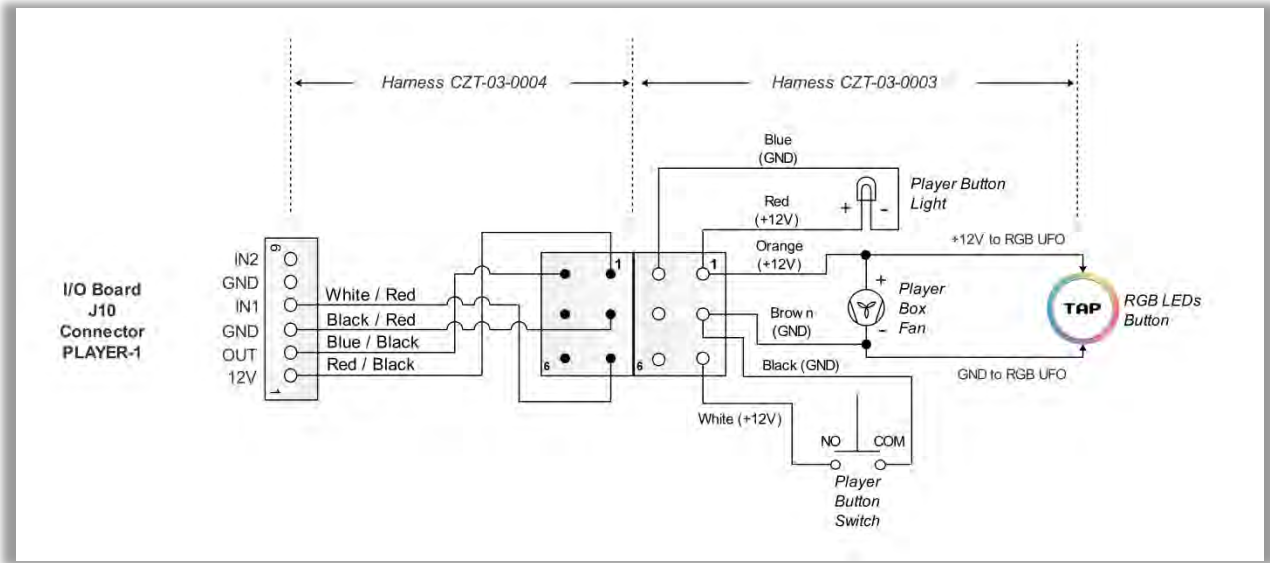 Harness CZT-03-0004
Harness CZT-03-0003
Blue
(GND)
Player Button
Light
+
-
Red
(+12V)
Orange
(+12V)
+12V to RGB UFO
I/O Board
J10
Connector
PLAYER-1
6
IN2
GND
IN1
GND
OUT
12V
1
White / Red
Black / Red
Blue / Black
Red / Black
1
6
1
6
+
Player
Box
Fan
-
Brown
(GND)
TAP
RGB LEDs
Button
Black (GND)
GND to RGB UFO
White (+12V)
NO
COM
Player
Button
Switch